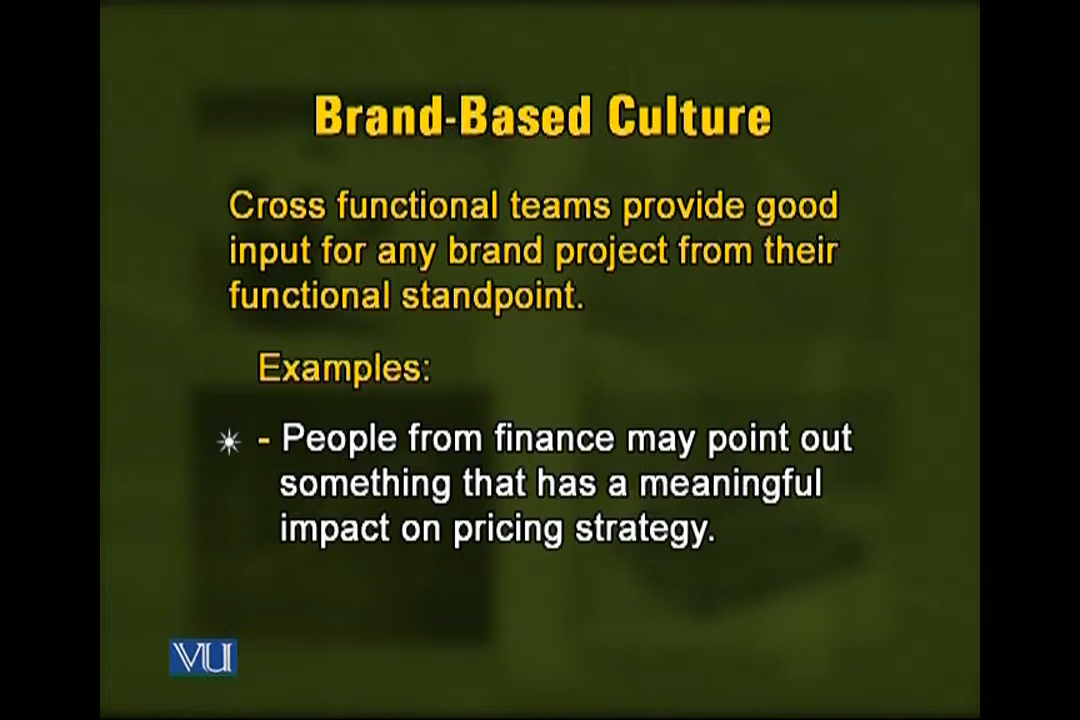 Brand-Based Culture
Cross functional teams provide good
input for any brand project from their
functional standpoint.
Examples:
- People from finance may point out
something that has a meaningful
impact on pricing strategy.
VU